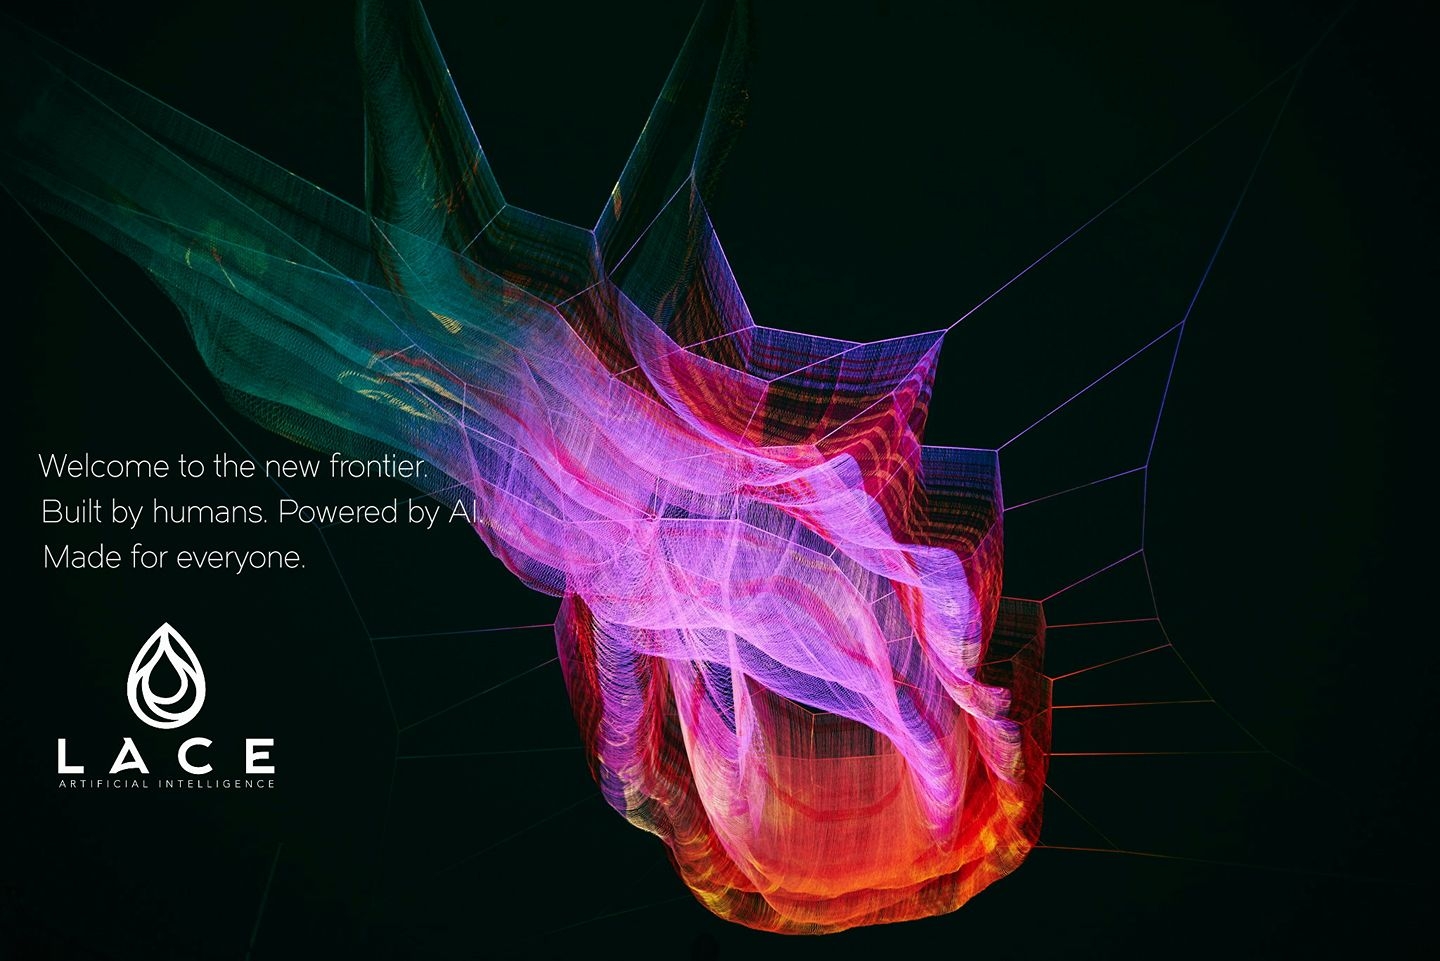 Welcome to the new frontier.
Built by humans. Powered by AI.
Made for everyone.
LACE
ARTIFICIAL INTELLIGENCE